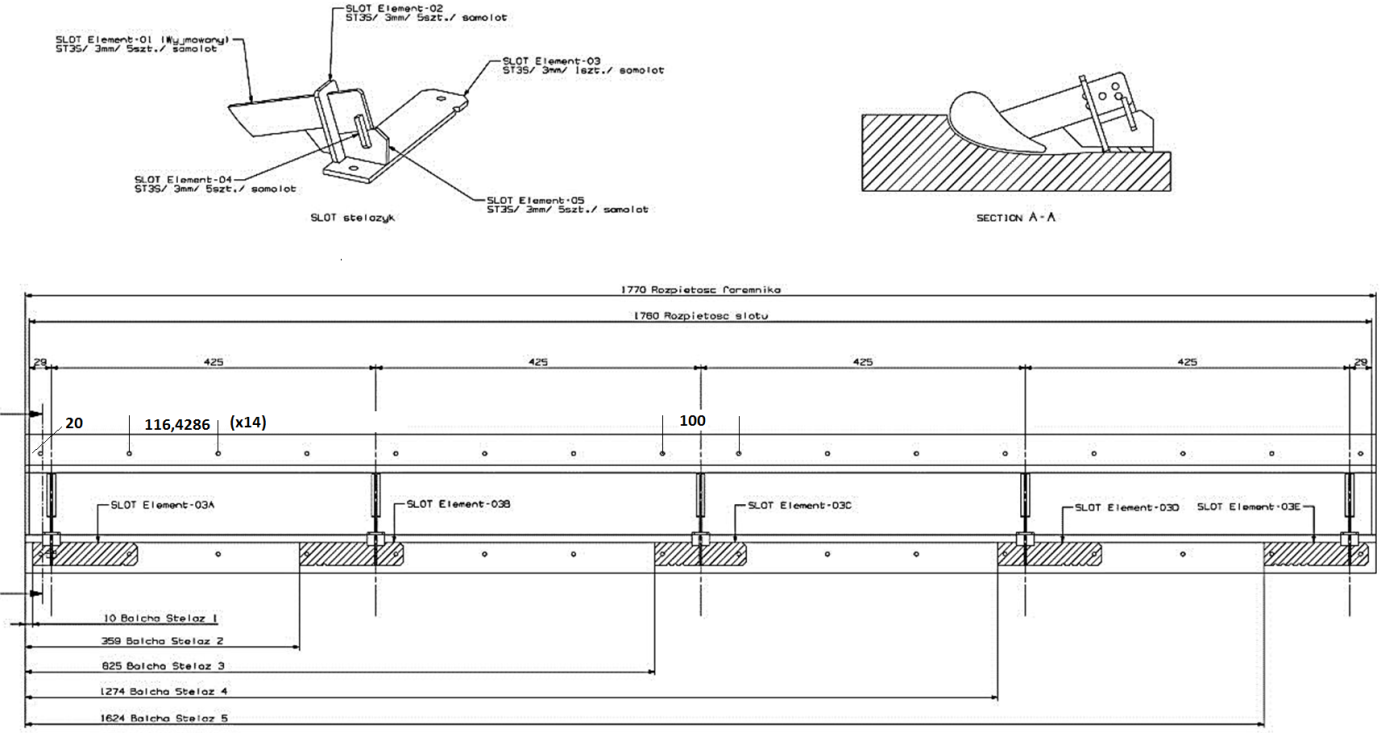 SLOT Element-02
ST3S/ 3mm/ 5szt./ samolot
SLOT Element-01 (Wyjmowany)
ST3S/ 3mm/ 5szt./ samolot
SLOT Element-03
ST3S/ 3mm/ 1szt./ samolot
SLOT Element-04
ST3S/ 3mm/ 5szt./ samolot
SLOT Element-05
ST3S/ 3mm/ 5szt./ samolot
SLOT stelazyk
SECTION A-A
1770 Rozpietosc foremnika
1760 Rozpietosc slotu
29
425
425
425
425
29
20
116,4286
(x14)
100
SLOT Element-03A
SLOT Element-03B
SLOT Element-03C
SLOT Element-03D
SLOT Element-03E
10 Balcha Stelaz 1
359 Balcha Stelaz 2
825 Balcha Stelaz 3
1274 Balcha Stelaz 4
1624 Balcha Stelaz 5